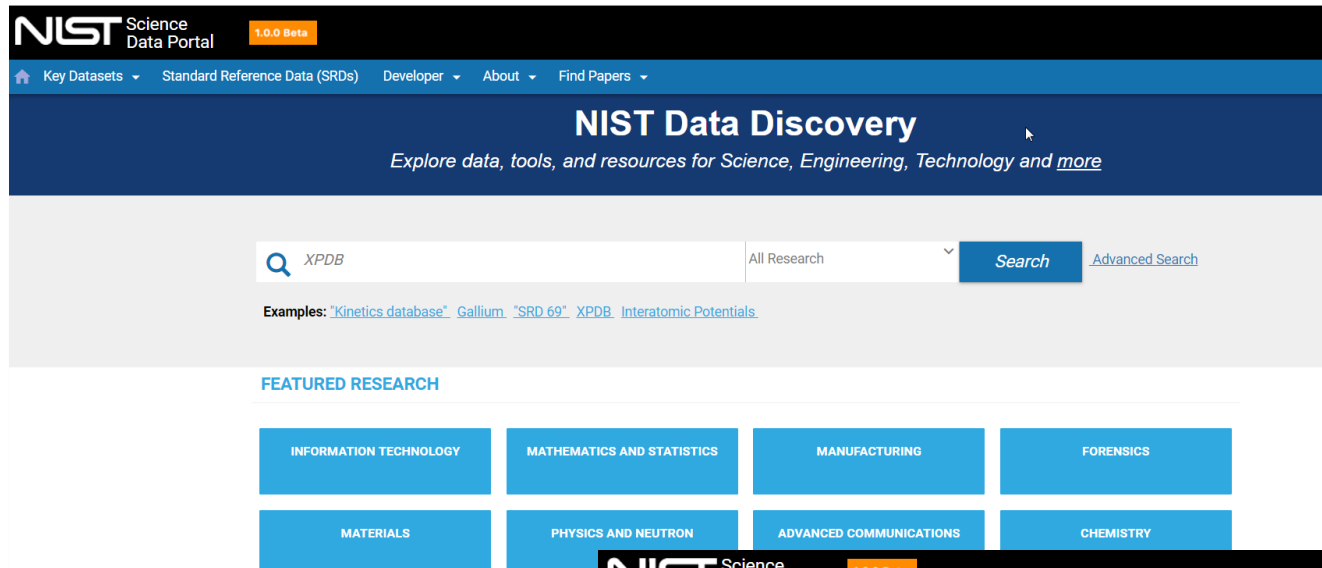 NIST Science
Data Portal
1.0.0 Beta
Key Datasets
Standard Reference Data (SRDs)
Developer
About
Find Papers
NIST Data Discovery
Explore data, tools, and resources for Science, Engineering, Technology and more
XPDB
All Research
Search
Advanced Search
Examples: "Kinetics database" Gallium "SRD 69" XPDB Interatomic Potentials
FEATURED RESEARCH
INFORMATION TECHNOLOGY
MATHEMATICS AND STATISTICS
MANUFACTURING
FORENSICS
MATERIALS
PHYSICS AND NEUTRON
ADVANCED COMMUNICATIONS
CHEMISTRY
NIST Science